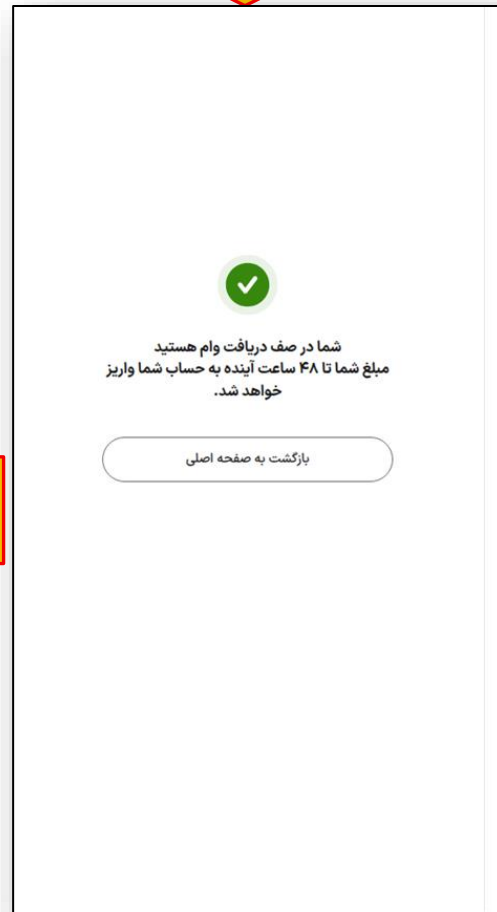 شما در صف دریافت وام هستید
مبلغ شما تا ۴۸ ساعت آینده به حساب شما واریز
خواهد شد.
بازگشت به صفحه اصلی